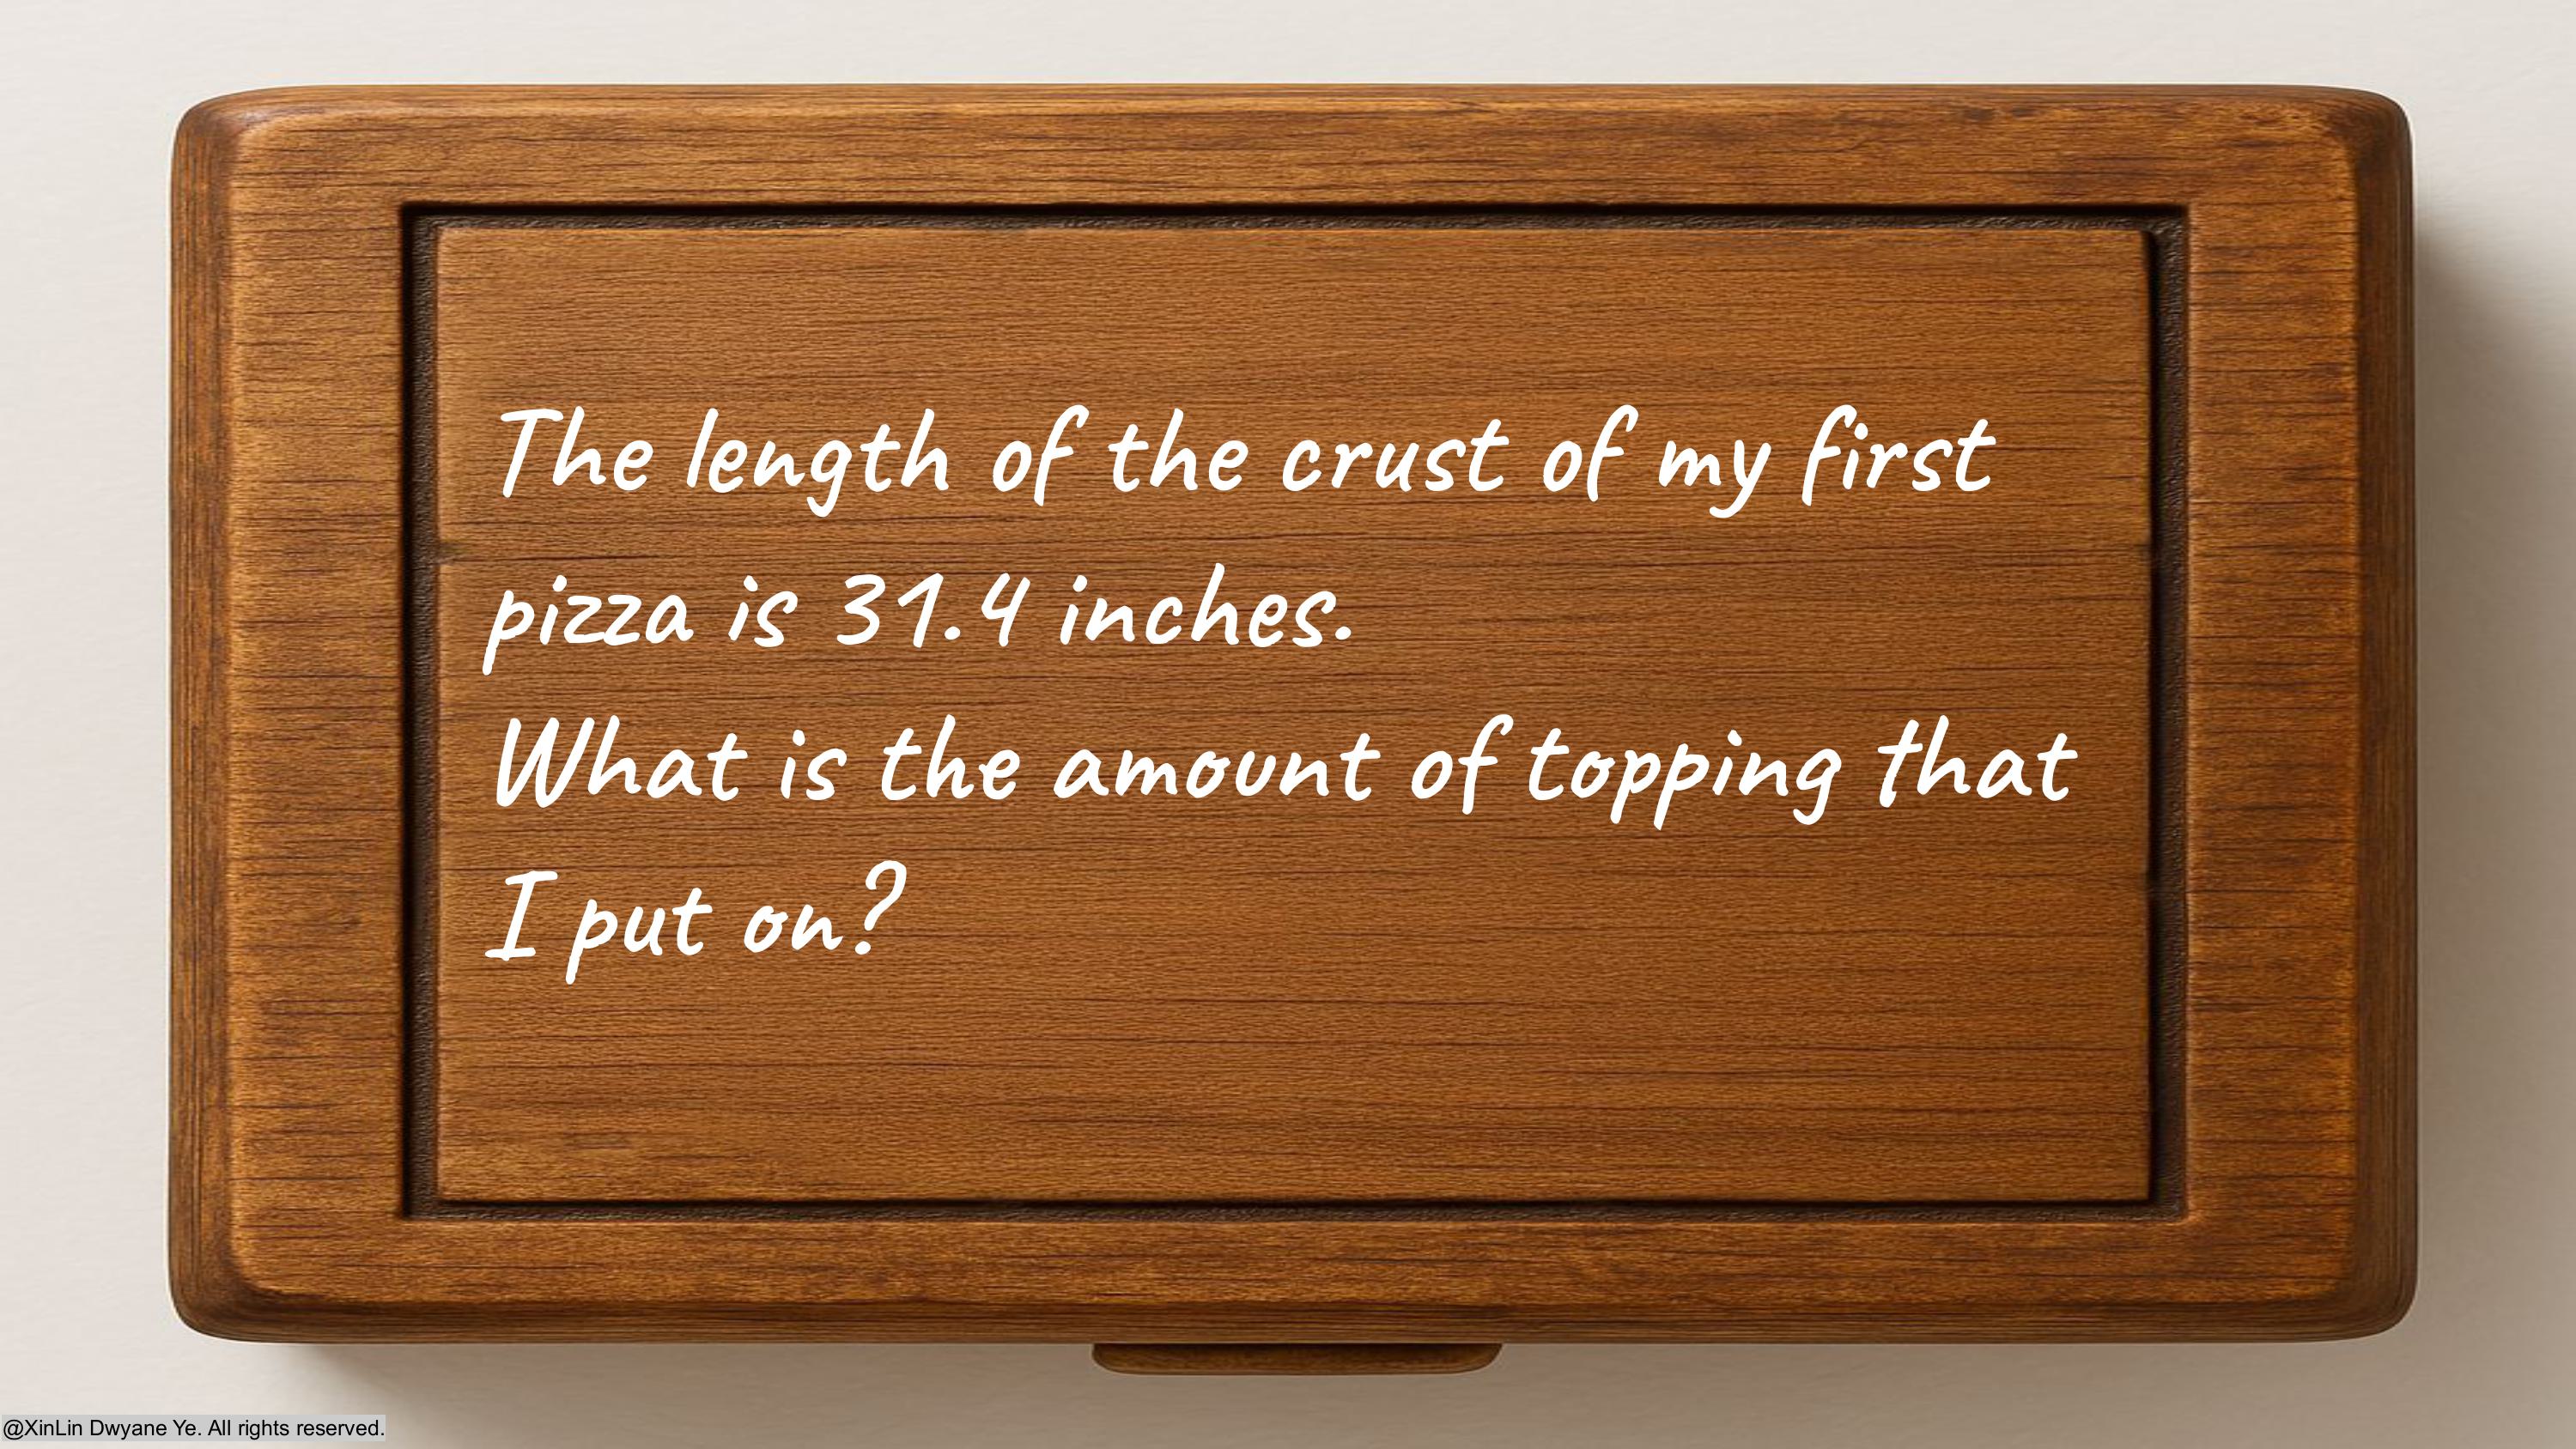 The length of the crust of my first
pizza is 31.4 inches.
What is the amount of topping that
I put on?
@XinLin Dwyane Ye. All rights reserved.